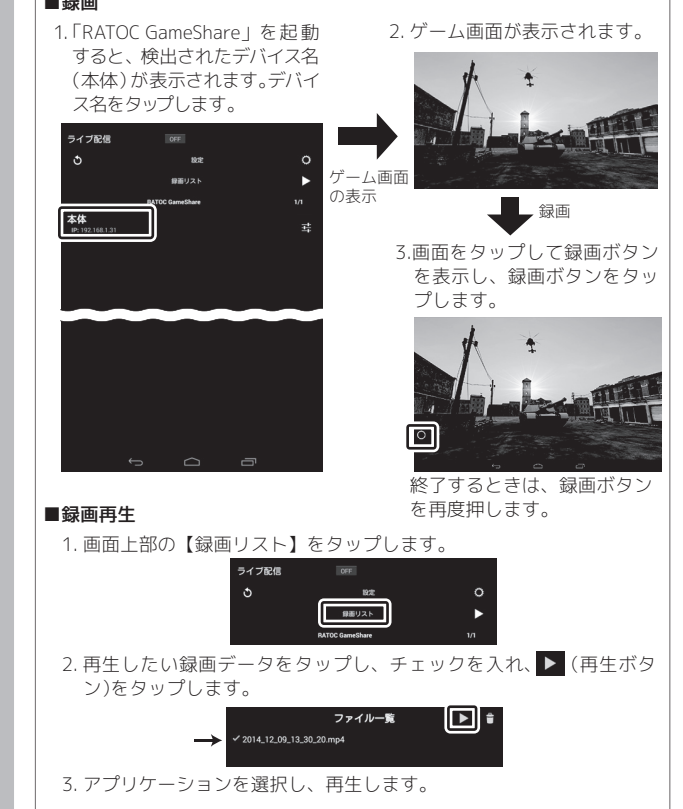 ■録画
1.「RATOC GameShare」を起動
すると、検出されたデバイス名
(本体)が表示されます。デバイ
ス名をタップします。
ライブ配信 OFF
設定
録画リスト
RATOC GameShare 1/1
本体
IP: 192.168.1.31
ゲーム画面
の表示
2. ゲーム画面が表示されます。
録画
3.画面をタップして録画ボタン
を表示し、録画ボタンをタッ
プします。
終了するときは、録画ボタン
を再度押します。
■録画再生
1. 画面上部の【録画リスト】をタップします。
ライブ配信 OFF
設定
録画リスト
RATOC GameShare 1/1
2. 再生したい録画データをタップし、チェックを入れ、 (再生ボタ
ン)をタップします。
ファイル一覧
2014_12_09_13_30_20.mp4
3. アプリケーションを選択し、再生します。